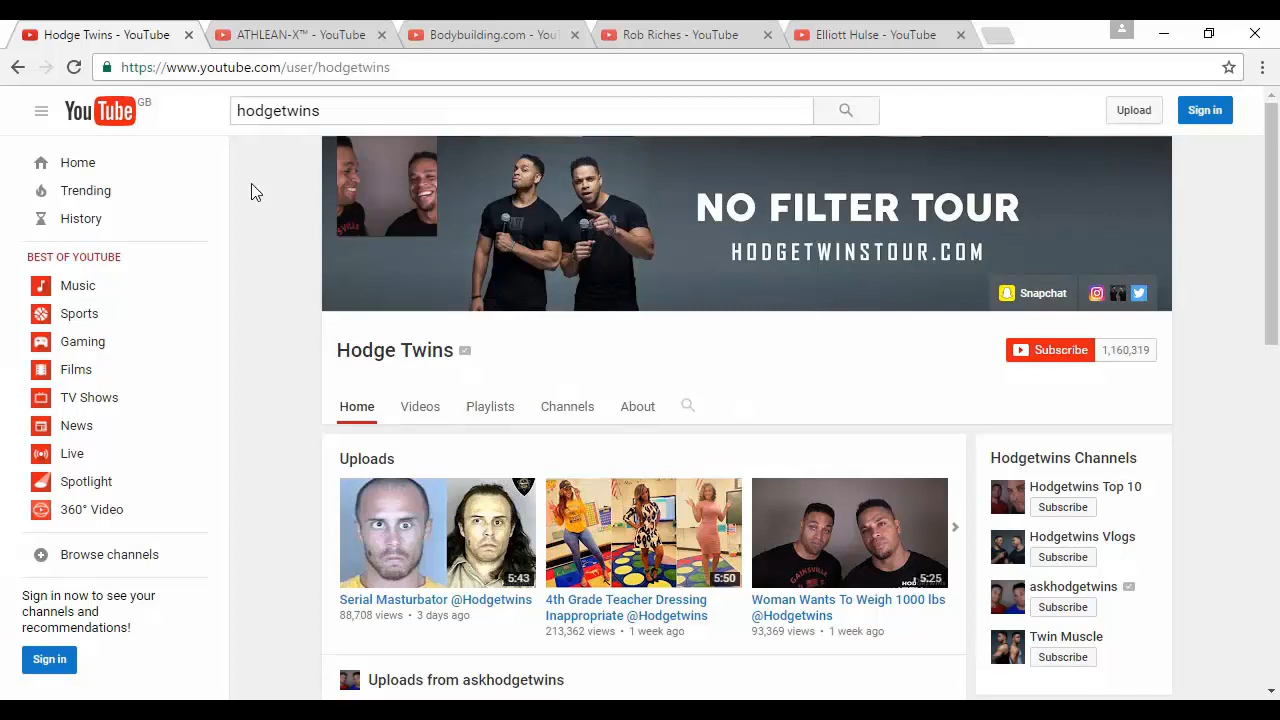 Hodge Twins - YouTube
ATHLEAN-X™ - YouTube
Bodybuilding.com - You
Rob Riches - YouTube
Elliott Hulse - YouTube
https://www.youtube.com/user/hodgetwins
YouTube GB
hodgetwins
Upload
Sign in
Home
Trending
History
BEST OF YOUTUBE
Music
Sports
Gaming
Films
TV Shows
News
Live
Spotlight
360° Video
Browse channels
Sign in now to see your
channels and
recommendations!
Sign in
NO FILTER TOUR
HODGETWINSTOUR.COM
Snapchat
Hodge Twins
Subscribe 1,160,319
Home Videos Playlists Channels About
Uploads
5:43
Serial Masturbator @Hodgetwins
88,708 views • 3 days ago
5:50
4th Grade Teacher Dressing
Inappropriate @Hodgetwins
213,362 views • 1 week ago
GAINSVILLE
5:25
Woman Wants To Weigh 1000 lbs
@Hodgetwins
93,369 views • 1 week ago
Uploads from askhodgetwins
Hodgetwins Channels
Hodgetwins Top 10
Subscribe
Hodgetwins Vlogs
Subscribe
askhodgetwins
Subscribe
Twin Muscle
Subscribe